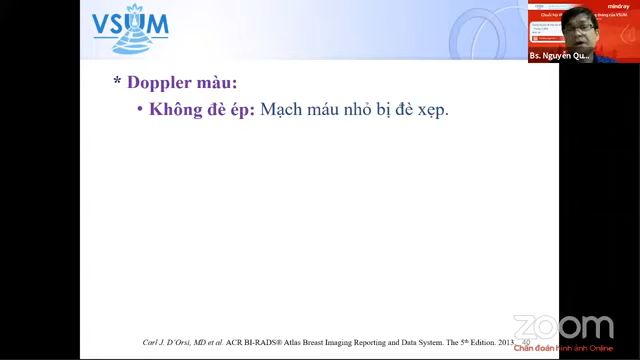 mindray
VSUM
Bs. Nguyễn Qu...
* Doppler màu:
• Không đè ép: Mạch máu nhỏ bị đè xẹp.
zoom
Carl J. D'Orsi, MD et al. ACR BI-RADS® Atlas Breast Imaging Reporting and Data System. The 5th Edition. 2013. 40
Chẩn đoán hình ảnh Online